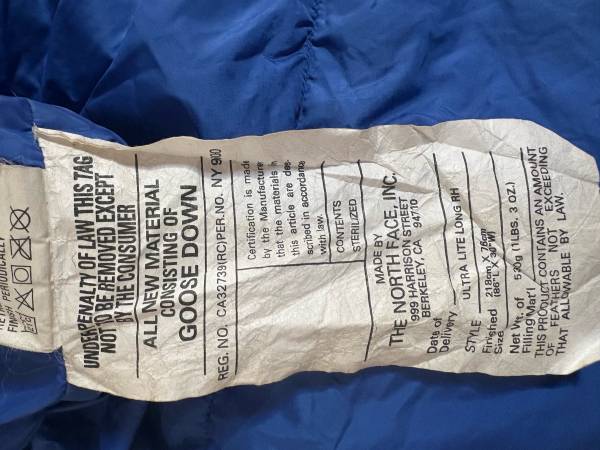 UNDER PENALTY OF LAW THIS TAG
NOT TO BE REMOVED EXCEPT
BY THE CONSUMER
ALL NEW MATERIAL
CONSISTING OF
GOOSE DOWN
REG. NO. CA32739(RC)PER.NO. NY 900
Certification is made
by the Manufacturer
that the materials in
this article are des-
scribed in accordance
with law.
CONTENTS
STERILIZED
MADE BY
THE NORTH FACE, INC.
999 HARRISON STREET
BERKELEY, CA 94710
Date of
Delivery
STYLE ULTRA LITE LONG RH
Finished 218cm X 76cm
Size (86"L X 30"W)
Net Wt. of
Filling Mat'l 530g (1LBS. 3 OZ.)
THIS PRODUCT CONTAINS AN AMOUNT
OF FEATHERS NOT EXCEEDING
THAT ALLOWABLE BY LAW.
PERIODICALLY